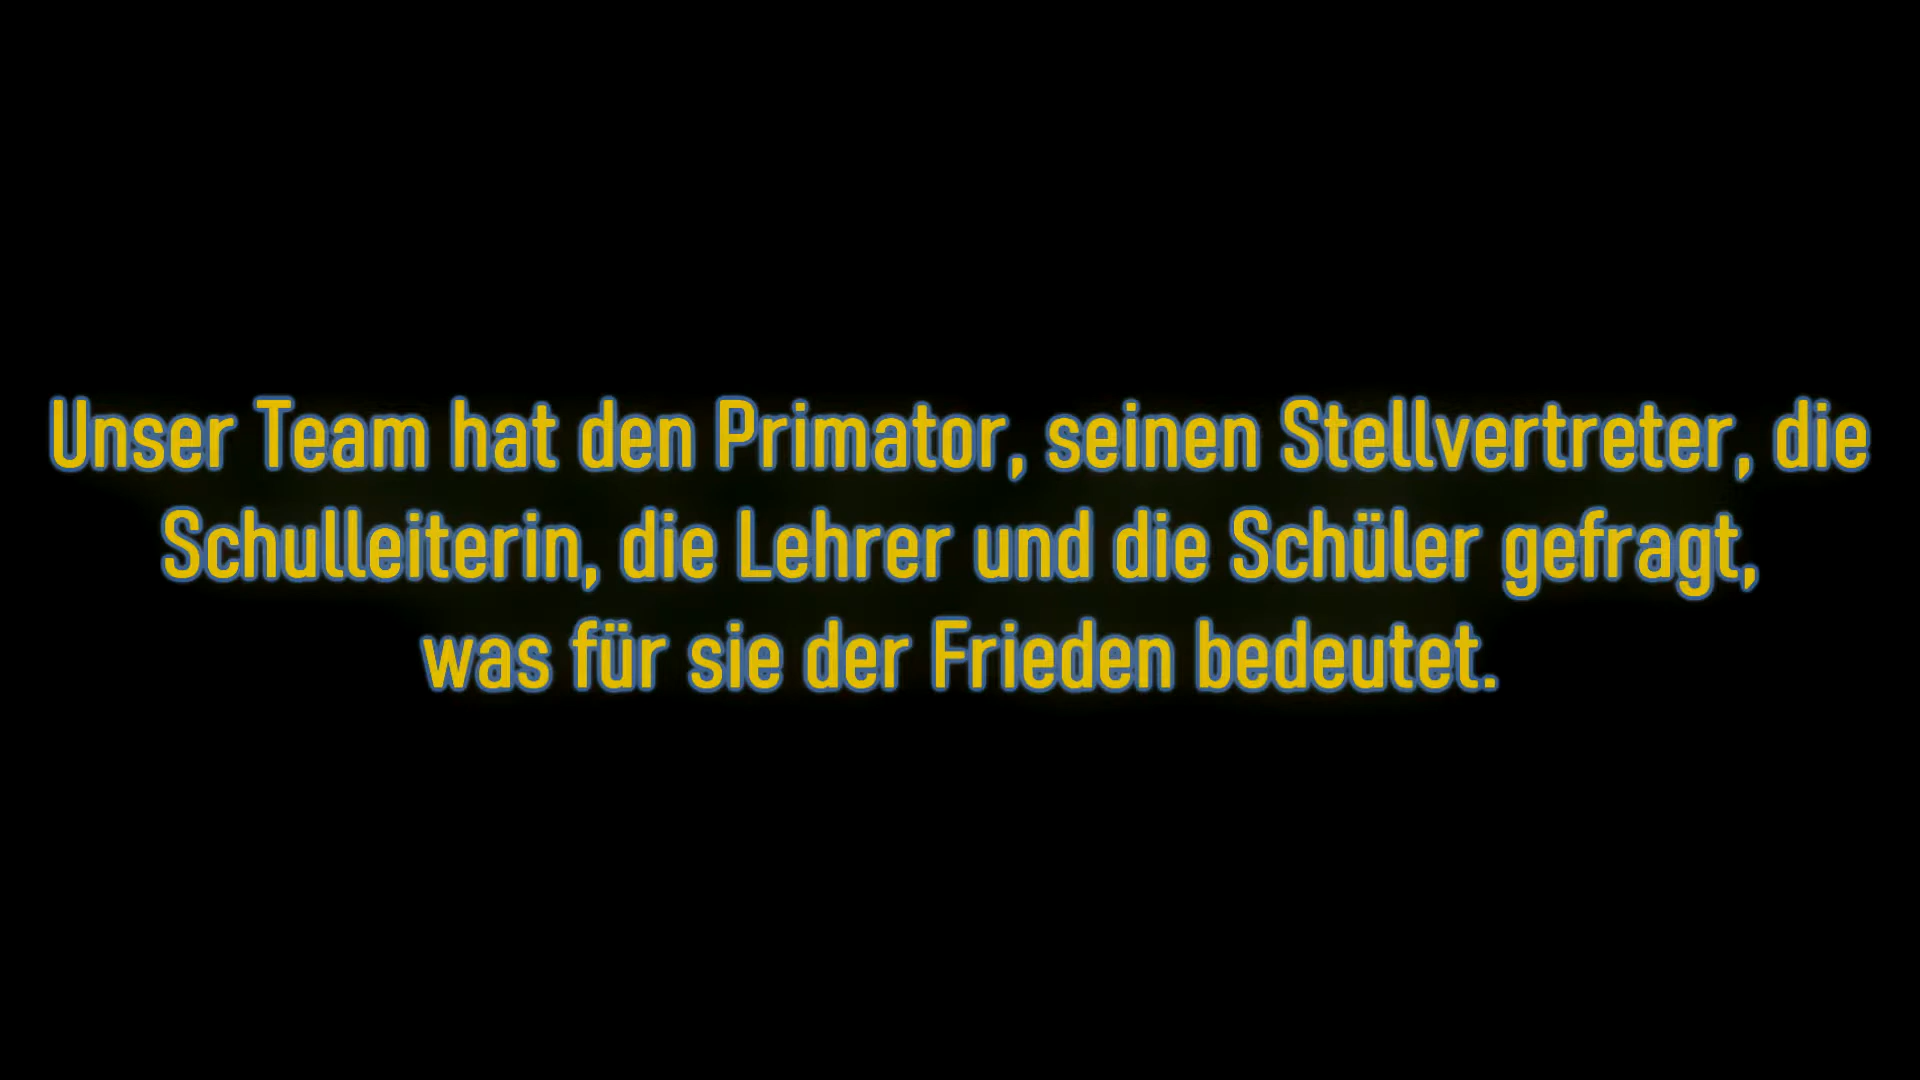 Unser Team hat den Primator, seinen Stellvertreter, die
Schulleiterin, die Lehrer und die Schüler gefragt,
was für sie der Frieden bedeutet.